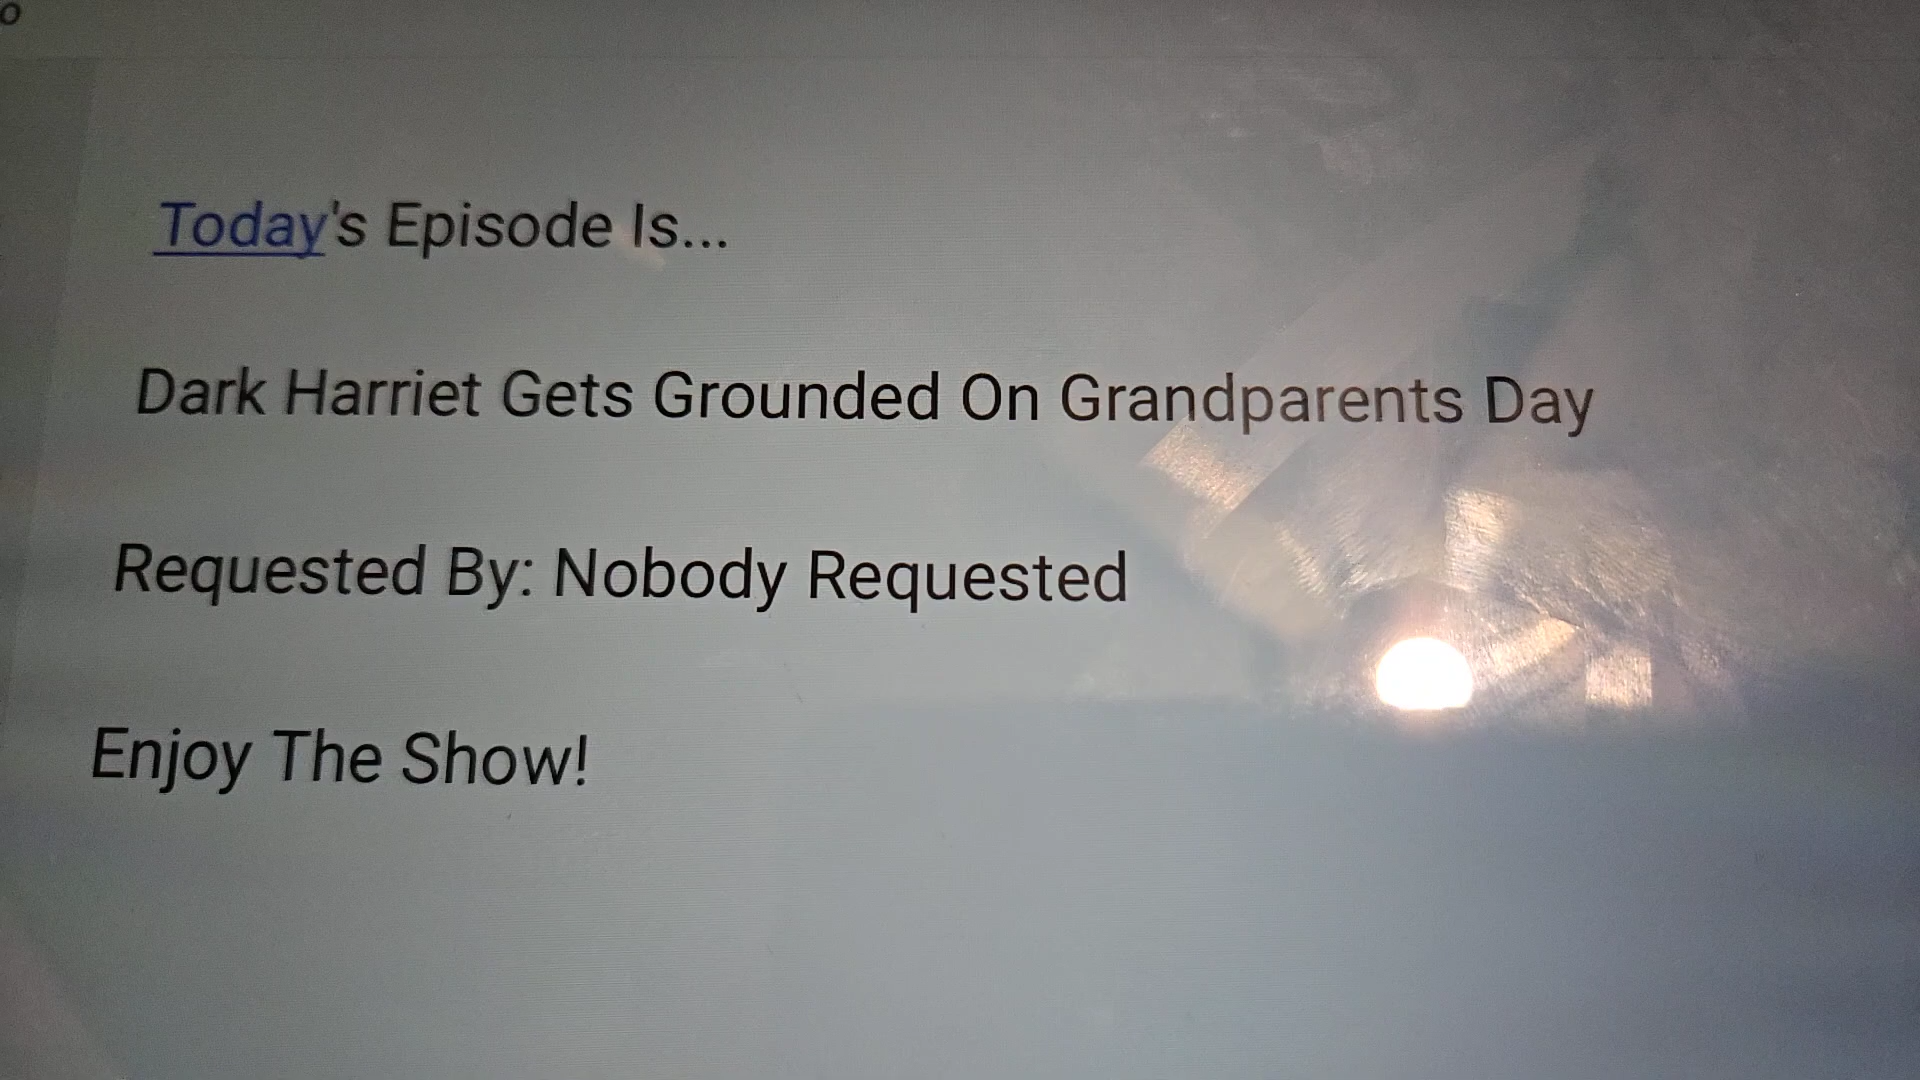 Today's Episode Is...
Dark Harriet Gets Grounded On Grandparents Day
Requested By: Nobody Requested
Enjoy The Show!